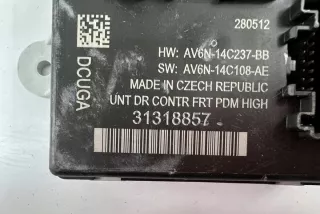 280512
HW: AV6N-14C237-BB
SW: AV6N-14C108-AE
MADE IN CZECH REPUBLIC
UNT DR CONTR FRT PDM HIGH
31318857
DCUGA